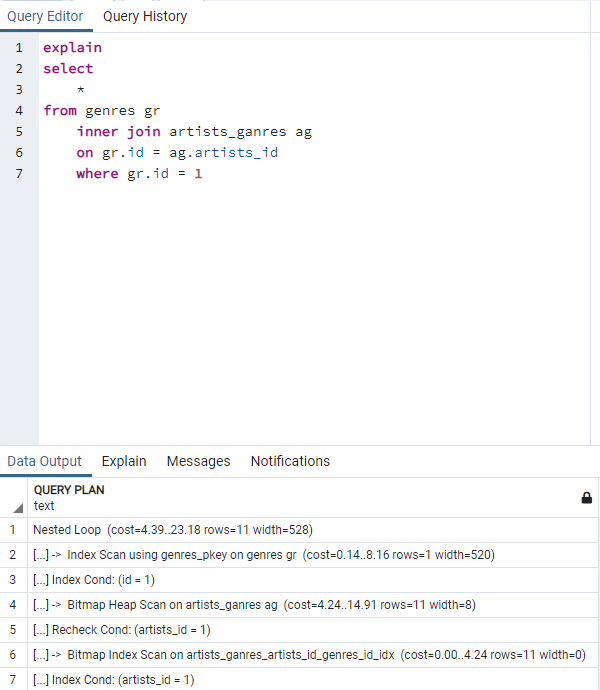 Query Editor Query History
1 explain
2 select
3 *
4 from genres gr
5 inner join artists_ganres ag
6 on gr.id = ag.artists_id
7 where gr.id = 1
Data Output Explain Messages Notifications
QUERY PLAN
text
1 Nested Loop (cost=4.39..23.18 rows=11 width=528)
2 [...] -> Index Scan using genres_pkey on genres gr (cost=0.14..8.16 rows=1 width=520)
3 [...] Index Cond: (id = 1)
4 [...] -> Bitmap Heap Scan on artists_ganres ag (cost=4.24..14.91 rows=11 width=8)
5 [...] Recheck Cond: (artists_id = 1)
6 [...] -> Bitmap Index Scan on artists_ganres_artists_id_genres_id_idx (cost=0.00..4.24 rows=11 width=0)
7 [...] Index Cond: (artists_id = 1)